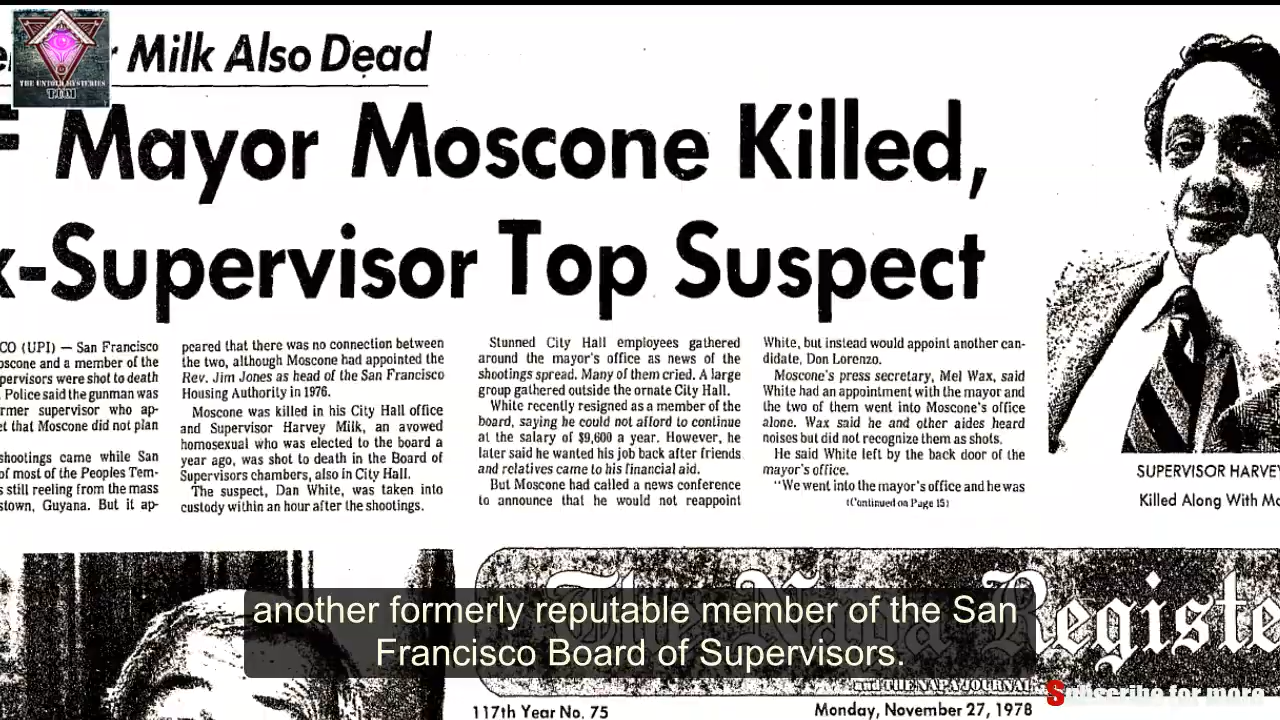 Milk Also Dead
THE UNTOLD MYSTERIES
Mayor Moscone Killed,
x-Supervisor Top Suspect
CO (UPI) — San Francisco
oscone and a member of the
pervisors were shot to death
. Police said the gunman was
rmer supervisor who ap-
et that Moscone did not plan
shootings came while San
of most of the Peoples Tem-
s still reeling from the mass
stown, Guyana. But it ap-
peared that there was no connection between
the two, although Moscone had appointed the
Rev. Jim Jones as head of the San Francisco
Housing Authority in 1976.
Moscone was killed in his City Hall office
and Supervisor Harvey Milk, an avowed
homosexual who was elected to the board a
year ago, was shot to death in the Board of
Supervisors chambers, also in City Hall.
The suspect, Dan White, was taken into
custody within an hour after the shootings.
Stunned City Hall employees gathered
around the mayor's office as news of the
shootings spread. Many of them cried. A large
group gathered outside the ornate City Hall.
White recently resigned as a member of the
board, saying he could not afford to continue
at the salary of $9,600 a year. However, he
later said he wanted his job back after friends
and relatives came to his financial aid.
But Moscone had called a news conference
to announce that he would not reappoint
White, but instead would appoint another can-
didate, Don Lorenzo.
Moscone's press secretary, Mel Wax, said
White had an appointment with the mayor and
the two of them went into Moscone's office
alone. Wax said he and other aides heard
noises but did not recognize them as shots.
He said White left by the back door of the
mayor's office.
"We went into the mayor's office and he was
(Continued on Page 15)
SUPERVISOR HARVEY
Killed Along With Mo
The Napa Registe
and THE NAPA JOURNAL
another formerly reputable member of the San
Francisco Board of Supervisors.
Subscribe for more
117th Year No. 75
Monday, November 27, 1978